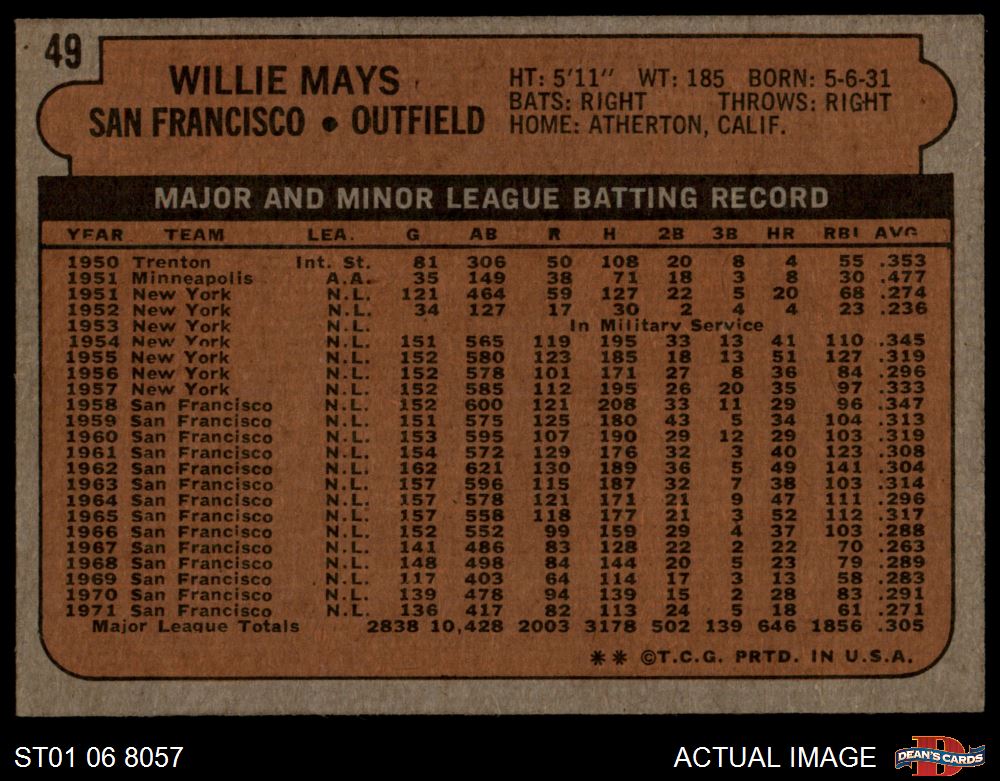 49
WILLIE MAYS
SAN FRANCISCO • OUTFIELD
HT: 5'11" WT: 185 BORN: 5-6-31
BATS: RIGHT THROWS: RIGHT
HOME: ATHERTON, CALIF.
MAJOR AND MINOR LEAGUE BATTING RECORD
YEAR TEAM LEA. G AB R H 2B 3B HR RBI AVG
1950 Trenton Int. St. 81 306 50 108 20 8 4 55 .353
1951 Minneapolis A.A. 35 149 38 71 18 3 8 30 .477
1951 New York N.L. 121 464 59 127 22 5 20 68 .274
1952 New York N.L. 34 127 17 30 2 4 4 23 .236
1953 New York N.L. In Military Service
1954 New York N.L. 151 565 119 195 33 13 41 110 .345
1955 New York N.L. 152 580 123 185 18 13 51 127 .319
1956 New York N.L. 152 578 101 171 27 8 36 84 .296
1957 New York N.L. 152 585 112 195 26 20 35 97 .333
1958 San Francisco N.L. 152 600 121 208 33 11 29 96 .347
1959 San Francisco N.L. 151 575 125 180 43 5 34 104 .313
1960 San Francisco N.L. 153 595 107 190 29 12 29 103 .319
1961 San Francisco N.L. 154 572 129 176 32 3 40 123 .308
1962 San Francisco N.L. 162 621 130 189 36 5 49 141 .304
1963 San Francisco N.L. 157 596 115 187 32 7 38 103 .314
1964 San Francisco N.L. 157 578 121 171 21 9 47 111 .296
1965 San Francisco N.L. 157 558 118 177 21 3 52 112 .317
1966 San Francisco N.L. 152 552 99 159 29 4 37 103 .288
1967 San Francisco N.L. 141 486 83 128 22 2 22 70 .263
1968 San Francisco N.L. 148 498 84 144 20 5 23 79 .289
1969 San Francisco N.L. 117 403 64 114 17 3 13 58 .283
1970 San Francisco N.L. 139 478 94 139 15 2 28 83 .291
1971 San Francisco N.L. 136 417 82 113 24 5 18 61 .271
Major League Totals 2838 10,428 2003 3178 502 139 646 1856 .305
** ©T.C.G. PRTD. IN U.S.A.
ST01 06 8057
ACTUAL IMAGE
D
DEAN'S CARDS